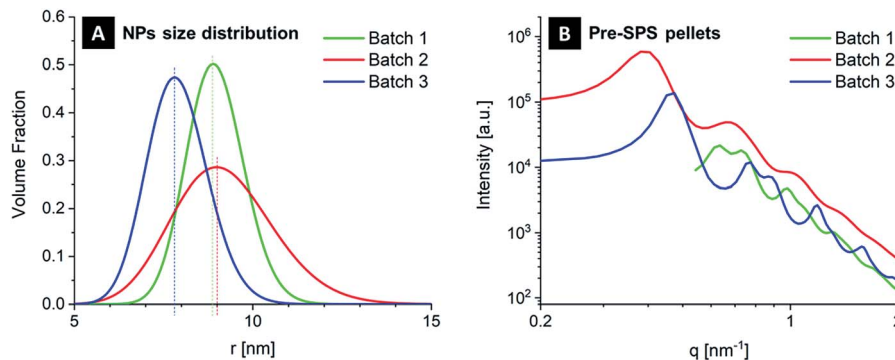 A NPs size distribution
Batch 1
Batch 2
Batch 3
Volume Fraction
0.6
0.5
0.4
0.3
0.2
0.1
0.0
5
10
15
r [nm]
B Pre-SPS pellets
Batch 1
Batch 2
Batch 3
Intensity [a.u.]
10⁶
10⁵
10⁴
10³
10²
0.2
1
2
q [nm⁻¹]